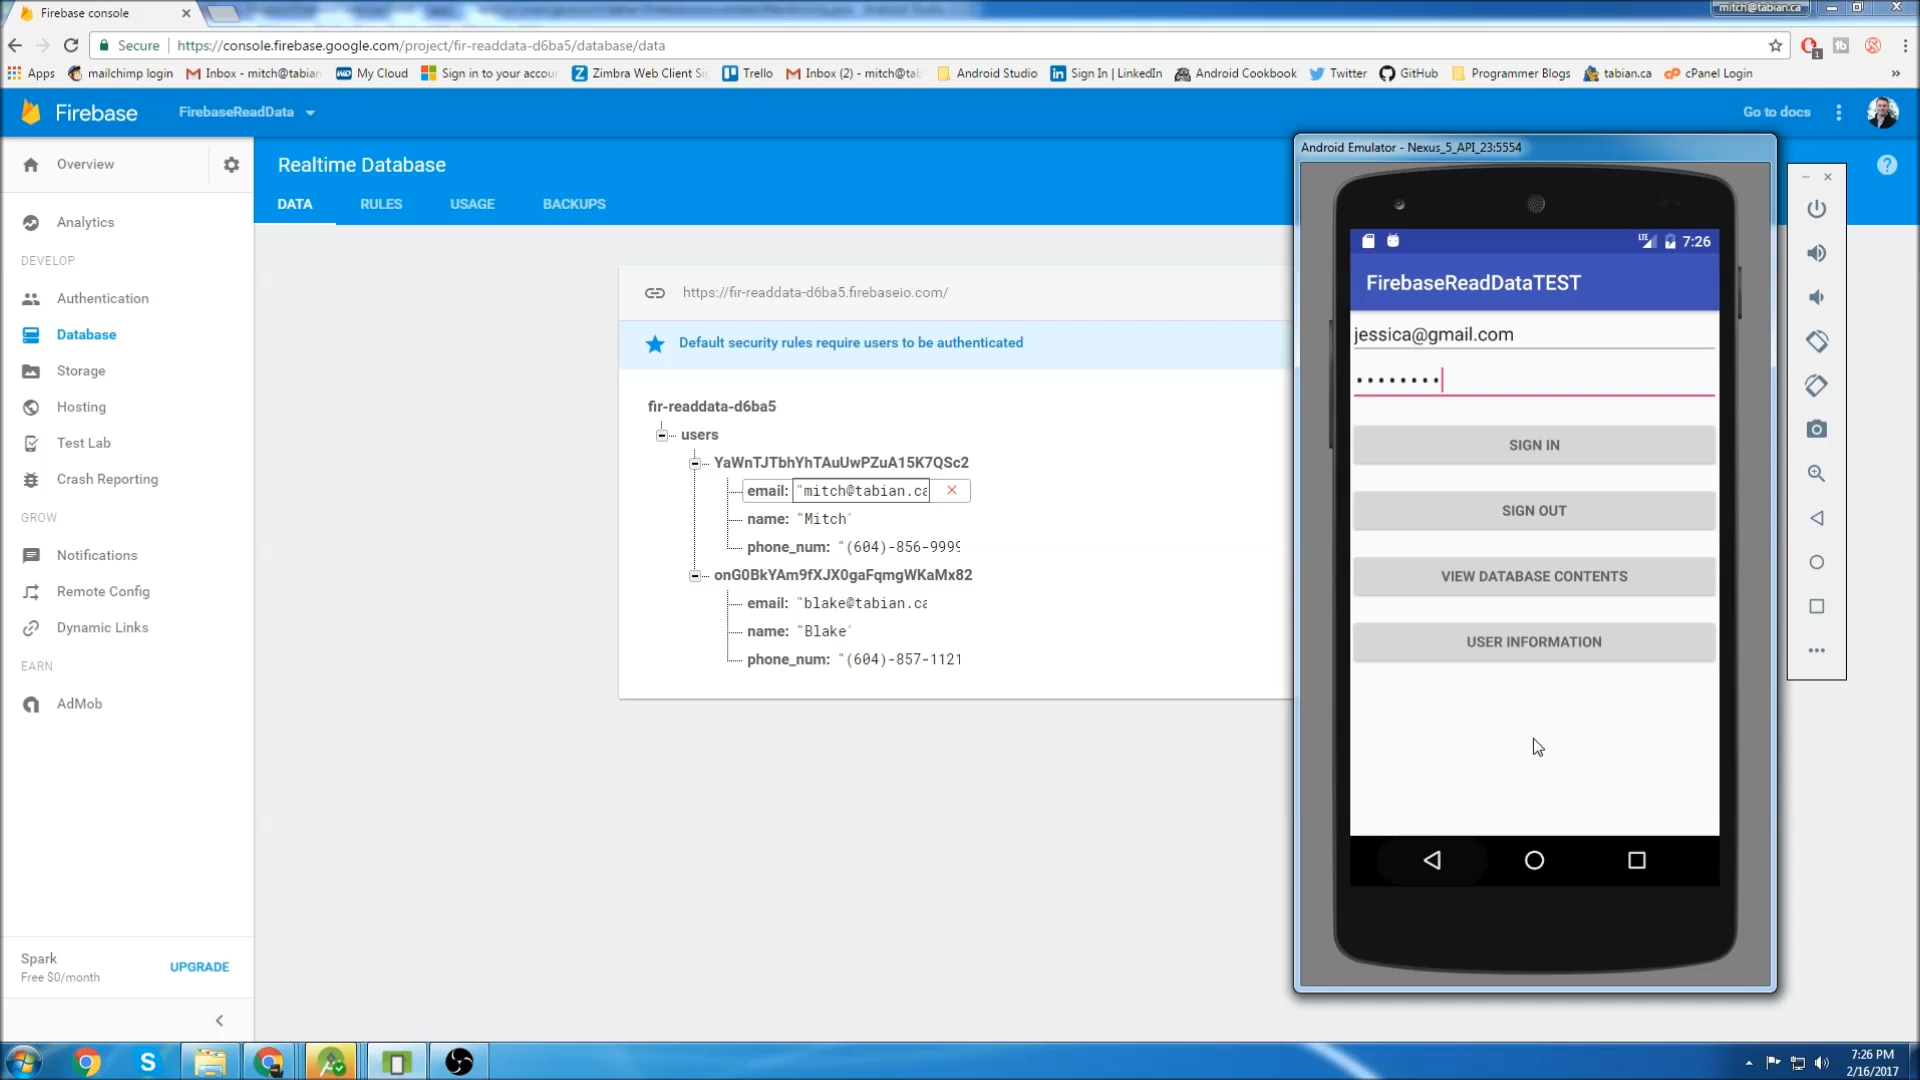 Firebase console
mitch@tabian.ca
Secure https://console.firebase.google.com/project/fir-readdata-d6ba5/database/data
Apps mailchimp login Inbox - mitch@tabian My Cloud Sign in to your accou Zimbra Web Client Si Trello Inbox (2) - mitch@tab Android Studio Sign In | LinkedIn Android Cookbook Twitter GitHub Programmer Blogs tabian.ca cPanel Login »
Firebase FirebaseReadData Go to docs
Overview
Analytics
DEVELOP
Authentication
Database
Storage
Hosting
Test Lab
Crash Reporting
GROW
Notifications
Remote Config
Dynamic Links
EARN
AdMob
Spark
Free $0/month
UPGRADE
Realtime Database
DATA RULES USAGE BACKUPS
https://fir-readdata-d6ba5.firebaseio.com/
Default security rules require users to be authenticated
fir-readdata-d6ba5
users
YaWnTJTbhYhTAuUwPZuA15K7QSc2
email: "mitch@tabian.ca
name: "Mitch"
phone_num: "(604)-856-9999
onG0BkYAm9fXJX0gaFqmgWKaMx82
email: "blake@tabian.ca
name: "Blake"
phone_num: "(604)-857-1121
Android Emulator - Nexus_5_API_23:5554
LTE 7:26
FirebaseReadDataTEST
jessica@gmail.com
••••••••
SIGN IN
SIGN OUT
VIEW DATABASE CONTENTS
USER INFORMATION
7:26 PM
2/16/2017